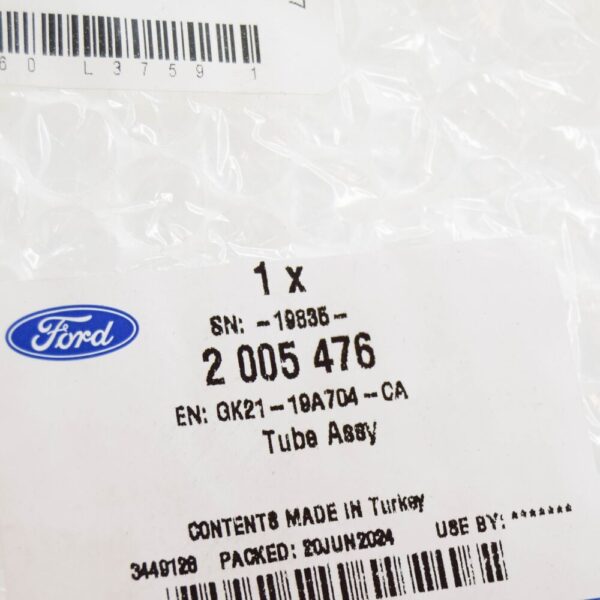 60 L3759 1
1 x
SN: -19835-
Ford
2 005 476
EN: GK21-19A704-CA
Tube Assy
CONTENTS MADE IN Turkey
3449128 PACKED: 20JUN2024 USE BY: *******